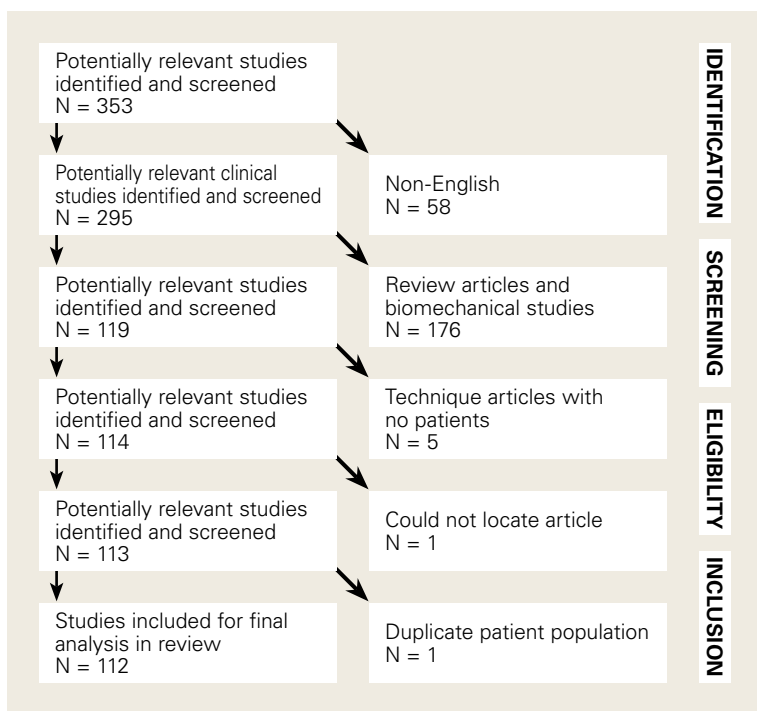 Potentially relevant studies
identified and screened
N = 353
Potentially relevant clinical
studies identified and screened
N = 295
Non-English
N = 58
Potentially relevant studies
identified and screened
N = 119
Review articles and
biomechanical studies
N = 176
Potentially relevant studies
identified and screened
N = 114
Technique articles with
no patients
N = 5
Potentially relevant studies
identified and screened
N = 113
Could not locate article
N = 1
Studies included for final
analysis in review
N = 112
Duplicate patient population
N = 1
IDENTIFICATION
SCREENING
ELIGIBILITY
INCLUSION